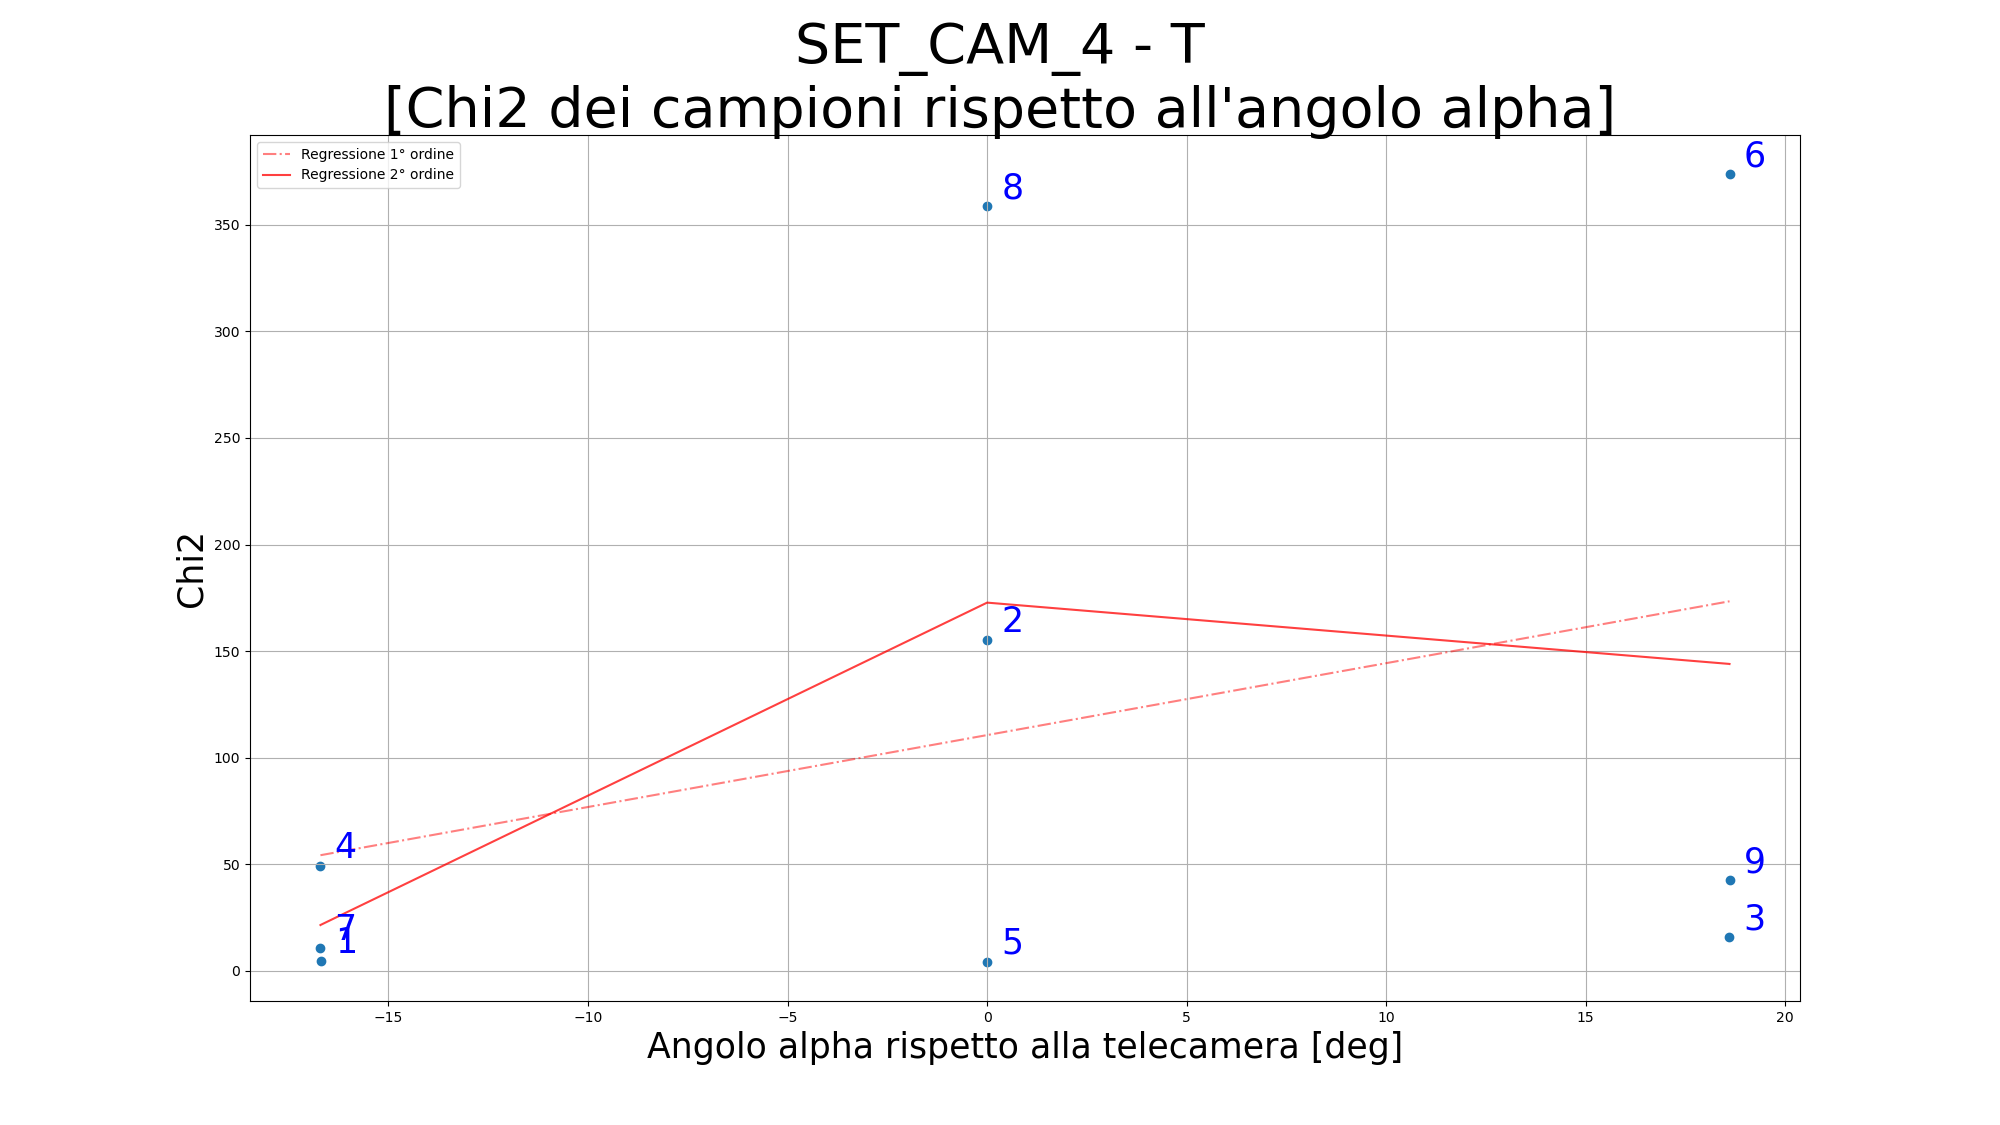 SET_CAM_4 - T
[Chi2 dei campioni rispetto all'angolo alpha]
Regressione 1° ordine
Regressione 2° ordine
6
8
350
300
250
200
Chi2
2
150
100
4
50
9
7
1
3
5
0
−15 −10 −5 0 5 10 15 20
Angolo alpha rispetto alla telecamera [deg]